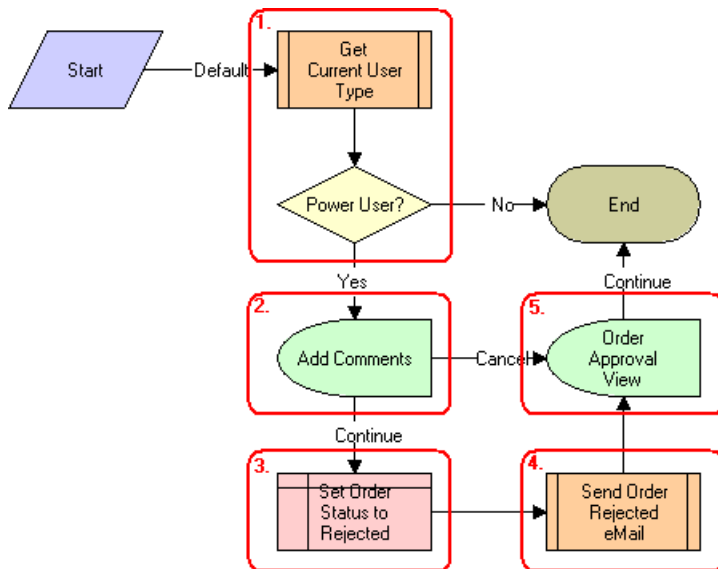 1.
Get
Current User
Type
Start
Default
Power User?
No
End
Yes
Continue
2.
5.
Add Comments
Cancel
Order
Approval
View
Continue
3.
4.
Set Order
Status to
Rejected
Send Order
Rejected
eMail